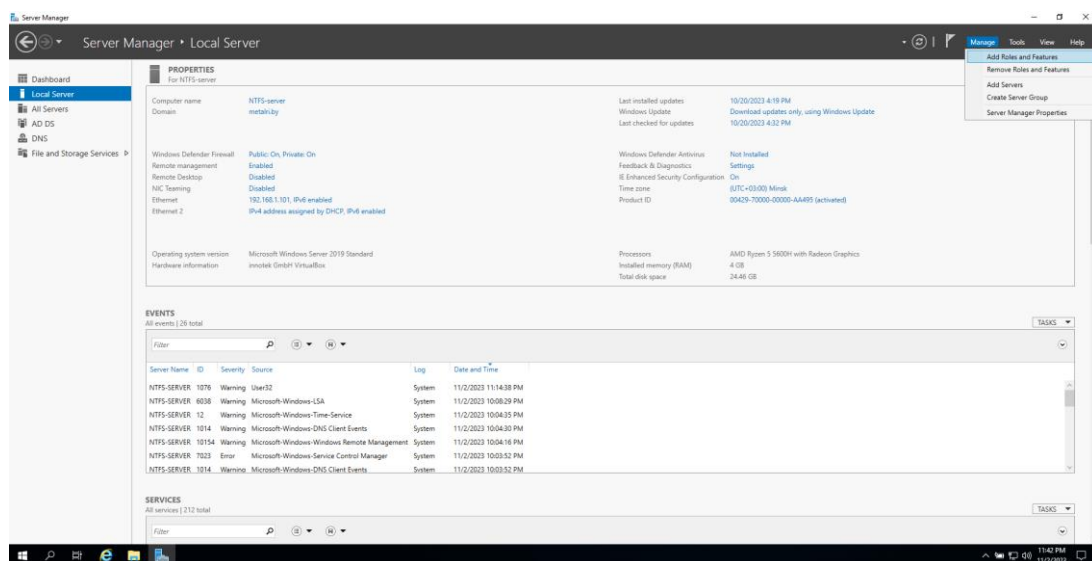 Server Manager
Server Manager • Local Server
Manage Tools View Help
Add Roles and Features
Remove Roles and Features
Add Servers
Create Server Group
Server Manager Properties
Dashboard
Local Server
All Servers
AD DS
DNS
File and Storage Services
PROPERTIES
For NTFS-server
Computer name NTFS-server
Domain metalri.by
Last installed updates 10/20/2023 4:19 PM
Windows Update Download updates only, using Windows Update
Last checked for updates 10/20/2023 4:32 PM
Windows Defender Firewall Public: On, Private: On
Remote management Enabled
Remote Desktop Disabled
NIC Teaming Disabled
Ethernet 192.168.1.101, IPv6 enabled
Ethernet 2 IPv4 address assigned by DHCP, IPv6 enabled
Windows Defender Antivirus Not Installed
Feedback & Diagnostics Settings
IE Enhanced Security Configuration On
Time zone (UTC+03:00) Minsk
Product ID 00429-70000-00000-AA495 (activated)
Operating system version Microsoft Windows Server 2019 Standard
Hardware information innotek GmbH VirtualBox
Processors AMD Ryzen 5 5600H with Radeon Graphics
Installed memory (RAM) 4 GB
Total disk space 24.46 GB
EVENTS
All events | 26 total
TASKS
Filter
Server Name ID Severity Source Log Date and Time
NTFS-SERVER 1076 Warning User32 System 11/2/2023 11:14:38 PM
NTFS-SERVER 6038 Warning Microsoft-Windows-LSA System 11/2/2023 10:08:29 PM
NTFS-SERVER 12 Warning Microsoft-Windows-Time-Service System 11/2/2023 10:04:35 PM
NTFS-SERVER 1014 Warning Microsoft-Windows-DNS Client Events System 11/2/2023 10:04:30 PM
NTFS-SERVER 10154 Warning Microsoft-Windows-Windows Remote Management System 11/2/2023 10:04:16 PM
NTFS-SERVER 7023 Error Microsoft-Windows-Service Control Manager System 11/2/2023 10:03:52 PM
NTFS-SERVER 1014 Warning Microsoft-Windows-DNS Client Events System 11/2/2023 10:03:52 PM
SERVICES
All services | 212 total
TASKS
Filter
11:42 PM
11/2/2023